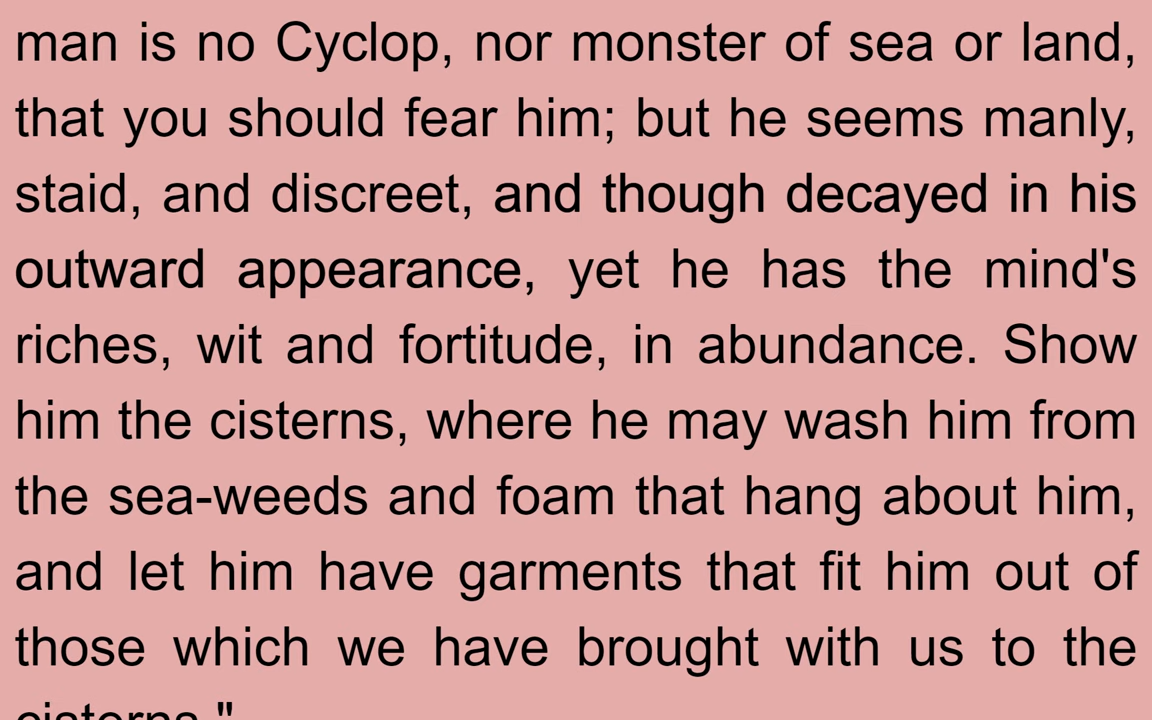 man is no Cyclop, nor monster of sea or land,
that you should fear him; but he seems manly,
staid, and discreet, and though decayed in his
outward appearance, yet he has the mind's
riches, wit and fortitude, in abundance. Show
him the cisterns, where he may wash him from
the sea-weeds and foam that hang about him,
and let him have garments that fit him out of
those which we have brought with us to the
cisterns."